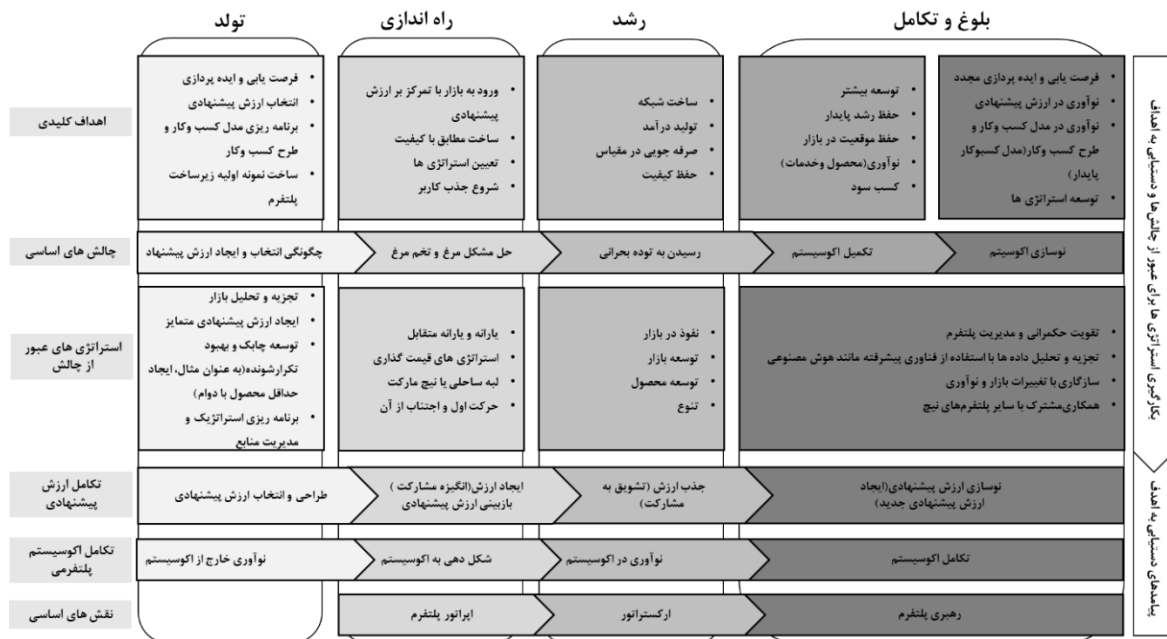 تولد
راه اندازی
رشد
بلوغ و تکامل
اهداف کلیدی
• فرصت یابی و ایده پردازی
• انتخاب ارزش پیشنهادی
• برنامه ریزی مدل کسب وکار و
طرح کسب وکار
• ساخت نمونه اولیه زیرساخت
پلتفرم
• ورود به بازار با تمرکز بر ارزش
پیشنهادی
• ساخت مطابق با کیفیت
• تعیین استراتژی ها
• شروع جذب کاربر
• ساخت شبکه
• تولید درآمد
• صرفه جویی در مقیاس
• حفظ کیفیت
• توسعه بیشتر
• حفظ رشد پایدار
• حفظ موقعیت در بازار
• نوآوری(محصول وخدمات)
• کسب سود
• فرصت یابی و ایده پردازی مجدد
• نوآوری در ارزش پیشنهادی
• نوآوری در مدل کسب وکار و
طرح کسب وکار(مدل کسبوکار
پایدار)
• توسعه استراتژی ها
چالش های اساسی
چگونگی انتخاب و ایجاد ارزش پیشنهاد
حل مشکل مرغ و تخم مرغ
رسیدن به توده بحرانی
تکمیل اکوسیستم
نوسازی اکوسیتم
استراتژی های عبور
از چالش
• تجزیه و تحلیل بازار
• ایجاد ارزش پیشنهادی متمایز
• توسعه چابک و بهبود
تکرارشونده(به عنوان مثال، ایجاد
حداقل محصول با دوام)
• برنامه ریزی استراتژیک و
مدیریت منابع
• یارانه و یارانه متقابل
• استراتژی های قیمت گذاری
• لبه ساحلی یا نیچ مارکت
• حرکت اول و اجتناب از آن
• نفوذ در بازار
• توسعه بازار
• توسعه محصول
• تنوع
• تقویت حکمرانی و مدیریت پلتفرم
• تجزیه و تحلیل داده ها با استفاده از فناوری پیشرفته مانند هوش مصنوعی
• سازگاری با تغییرات بازار و نوآوری
• همکاری‌مشترک با سایر پلتفرم‌های نیچ
تکامل ارزش
پیشنهادی
طراحی و انتخاب ارزش پیشنهادی
ایجاد ارزش(انگیزه مشارکت )
بازبینی ارزش پیشنهادی
جذب ارزش (تشویق به
مشارکت)
نوسازی ارزش پیشنهادی(ایجاد
ارزش پیشنهادی جدید)
تکامل اکوسیستم
پلتفرمی
نوآوری خارج از اکوسیستم
شکل دهی به اکوسیستم
نوآوری در اکوسیستم
تکامل اکوسیستم
نقش های اساسی
اپراتور پلتفرم
ارکستراتور
رهبری پلتفرم
بکارگیری استراتژی ها برای عبور از چالش‌ها و دستیابی به اهداف
پیامدهای دستیابی به هدف